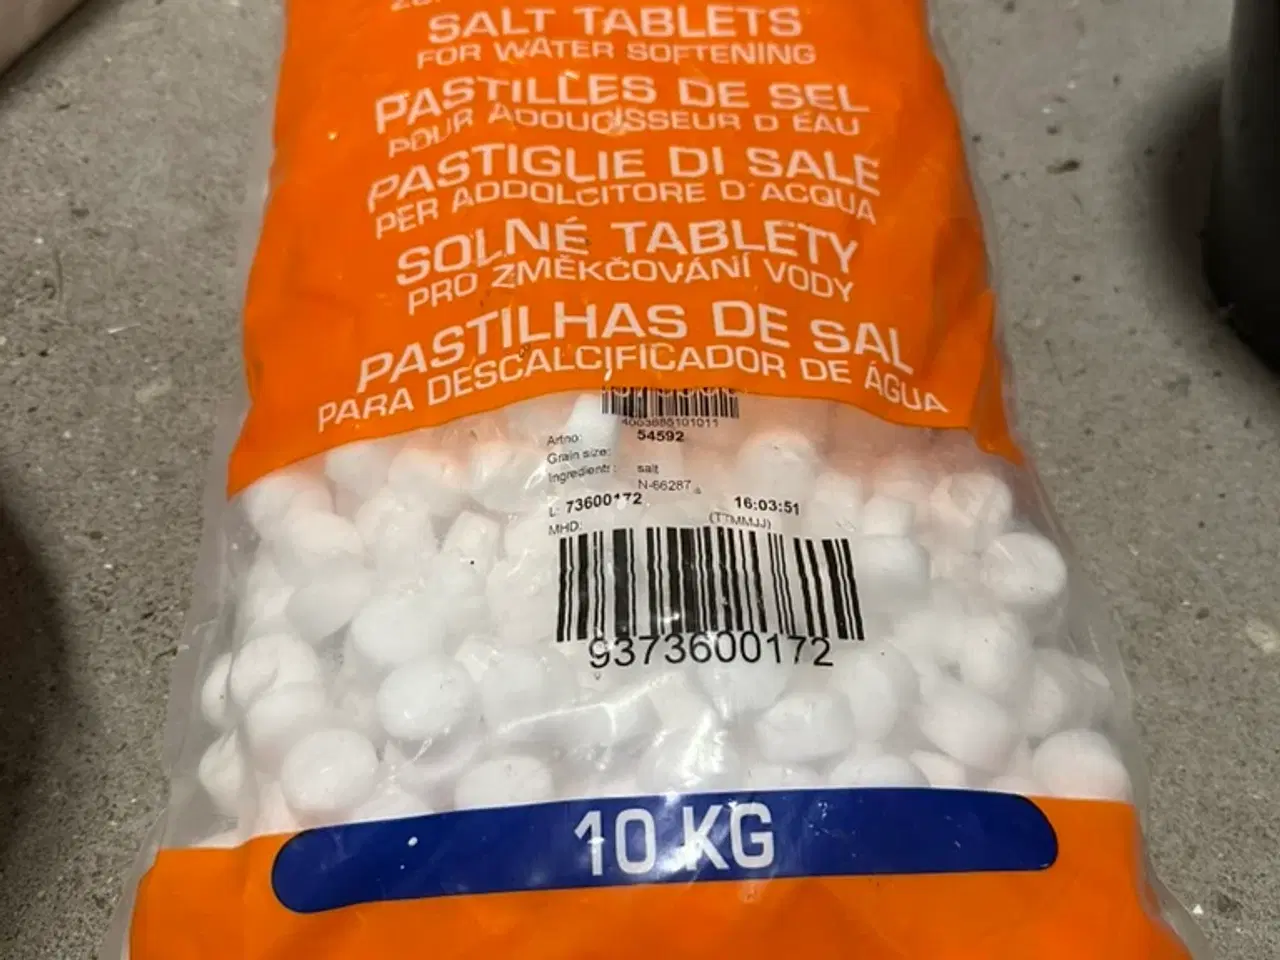 SALT TABLETS
FOR WATER SOFTENING
PASTILLES DE SEL
POUR ADOUCISSEUR D'EAU
PASTIGLIE DI SALE
PER ADDOLCITORE D'ACQUA
SOLNÉ TABLETY
PRO ZMĚKČOVÁNÍ VODY
PASTILHAS DE SAL
PARA DESCALCIFICADOR DE ÁGUA
4003885101011
Artno: 54592
Grain size:
Ingredients: salt
N-66287
L: 73600172 16:03:51
MHD: (TTMMJJ)
9373600172
10 KG